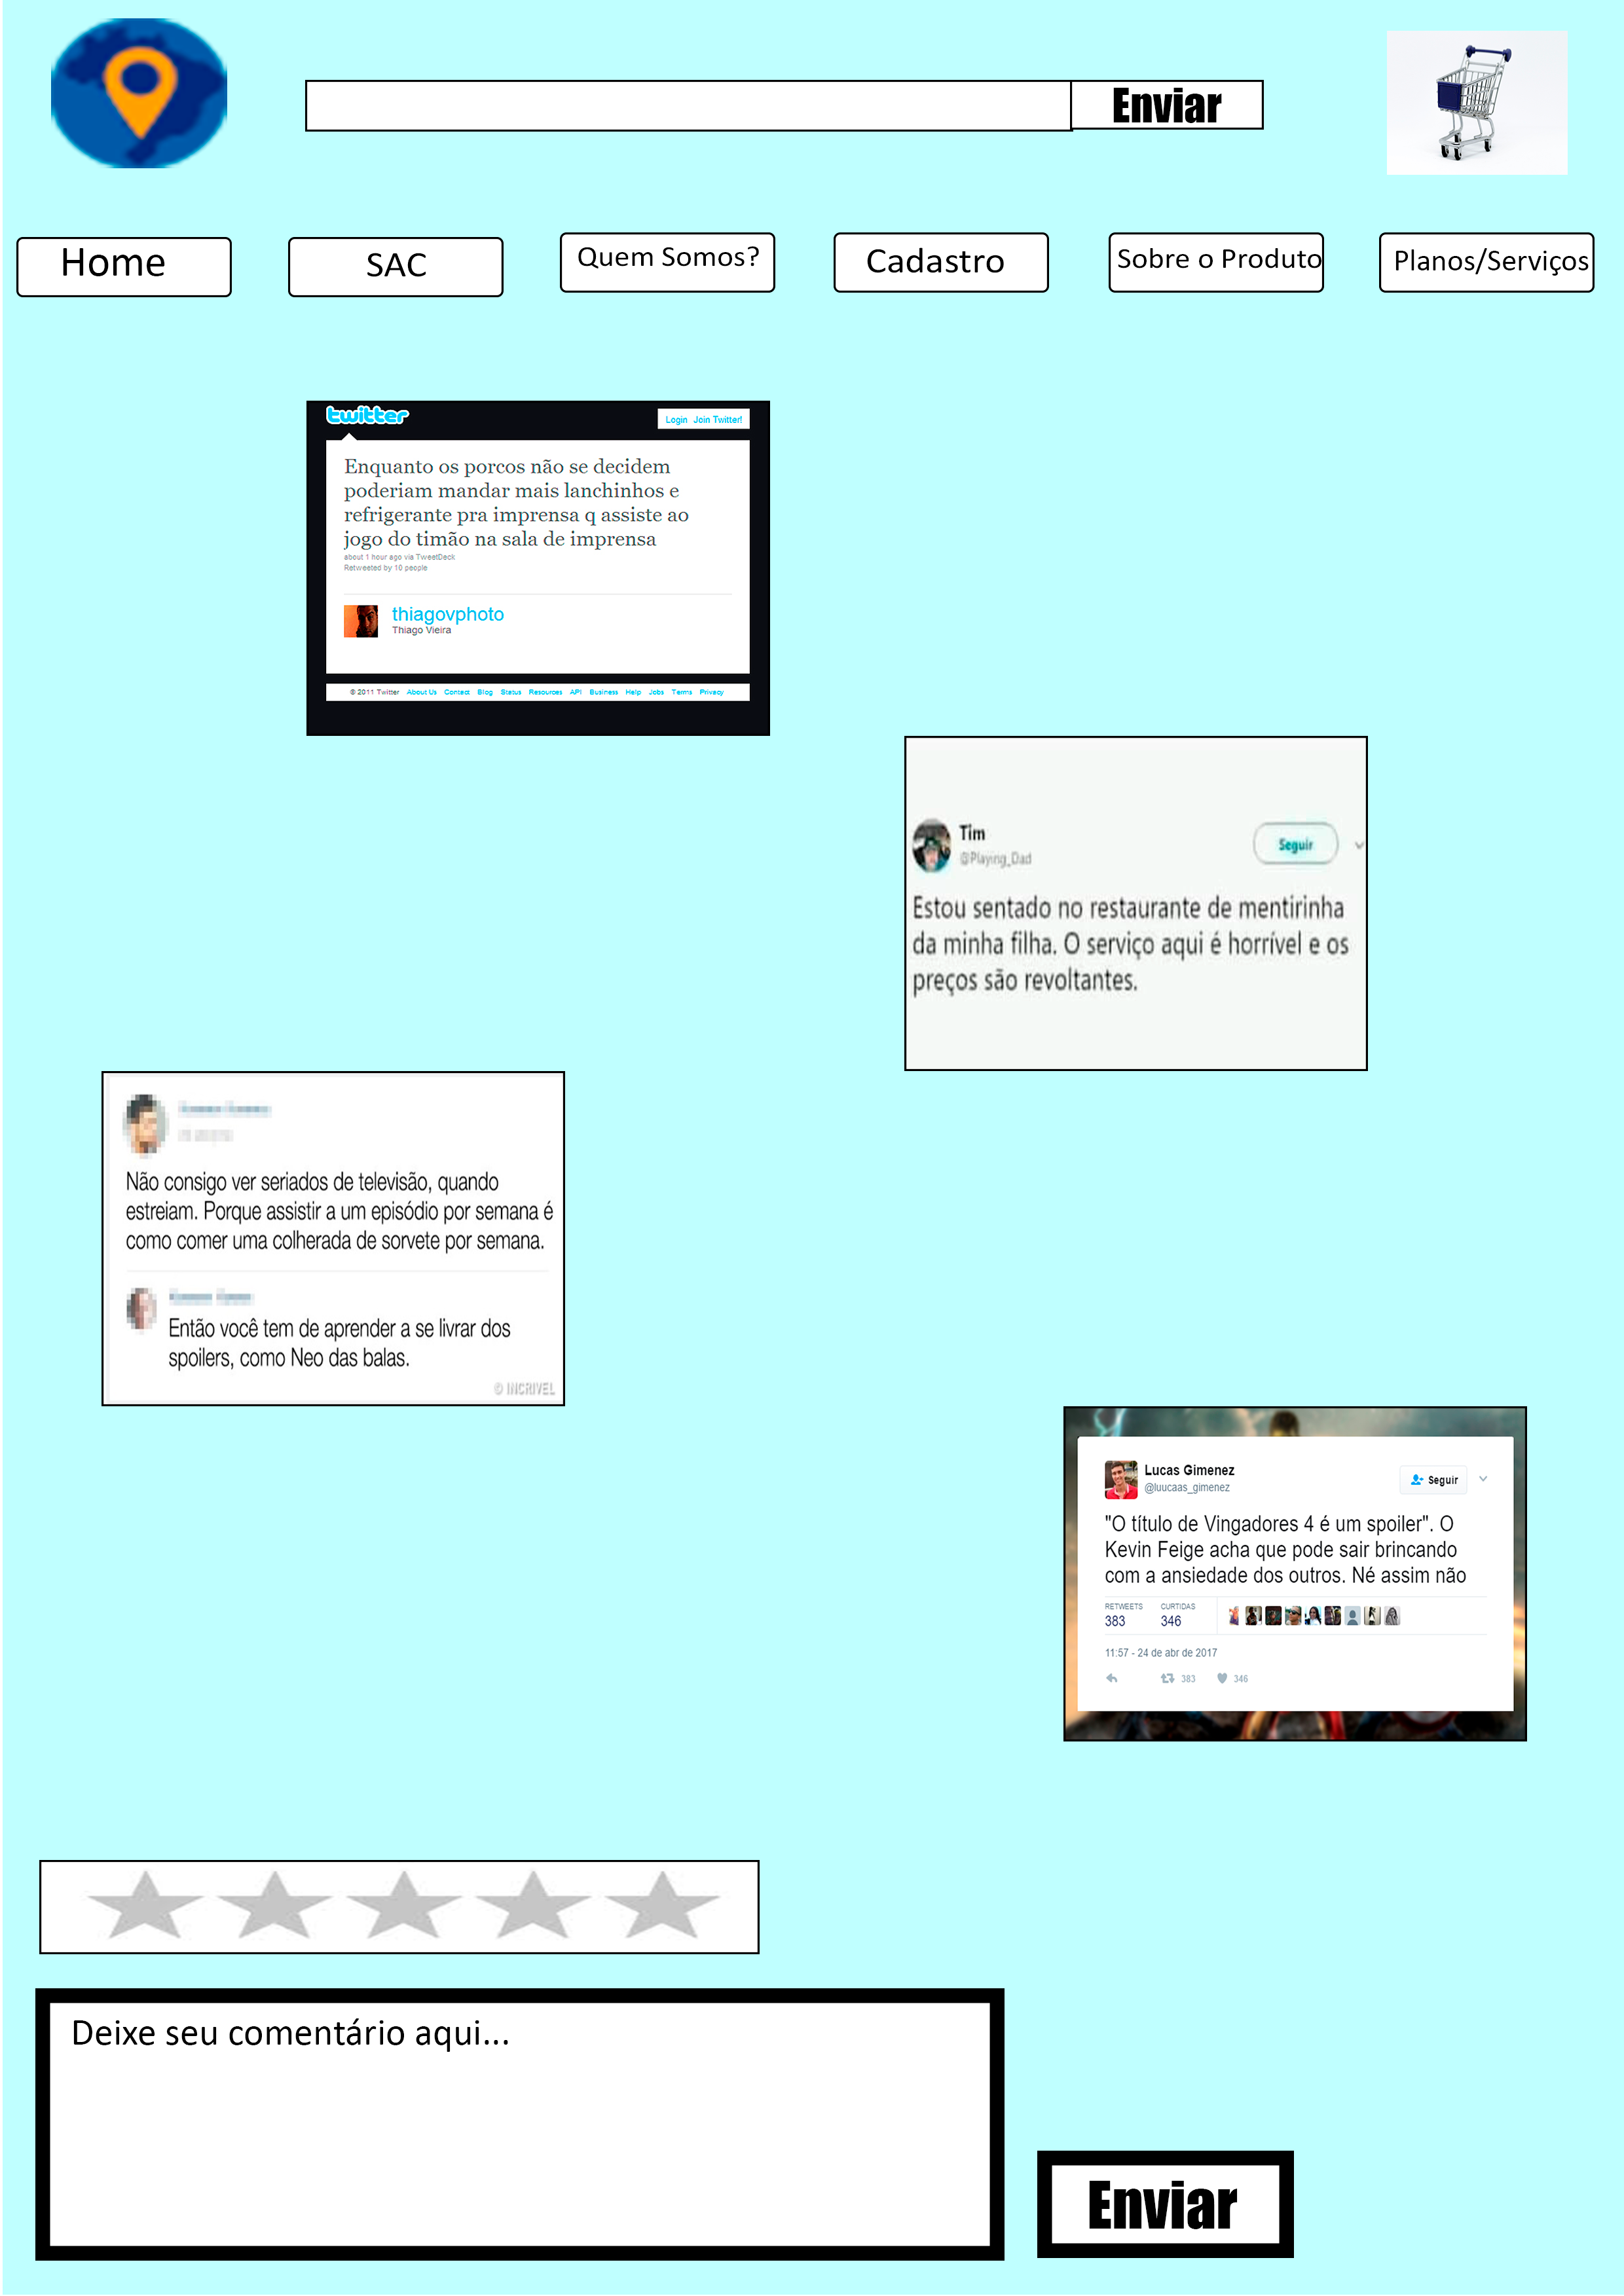 Enviar
Home
SAC
Quem Somos?
Cadastro
Sobre o Produto
Planos/Serviços
twitter
Login Join Twitter!
Enquanto os porcos não se decidem
poderiam mandar mais lanchinhos e
refrigerante pra imprensa q assiste ao
jogo do timão na sala de imprensa
about 1 hour ago via TweetDeck
Retweeted by 10 people
thiagovphoto
Thiago Vieira
© 2011 Twitter About Us Contact Blog Status Resources API Business Help Jobs Terms Privacy
Tim
@Playing_Dad
Seguir
Estou sentado no restaurante de mentirinha
da minha filha. O serviço aqui é horrível e os
preços são revoltantes.
Não consigo ver seriados de televisão, quando
estreiam. Porque assistir a um episódio por semana é
como comer uma colherada de sorvete por semana.
Então você tem de aprender a se livrar dos
spoilers, como Neo das balas.
© INCRIVEL
Lucas Gimenez
@luucaas_gimenez
Seguir
"O título de Vingadores 4 é um spoiler". O
Kevin Feige acha que pode sair brincando
com a ansiedade dos outros. Né assim não
RETWEETS CURTIDAS
383 346
11:57 - 24 de abr de 2017
383 346
Deixe seu comentário aqui...
Enviar